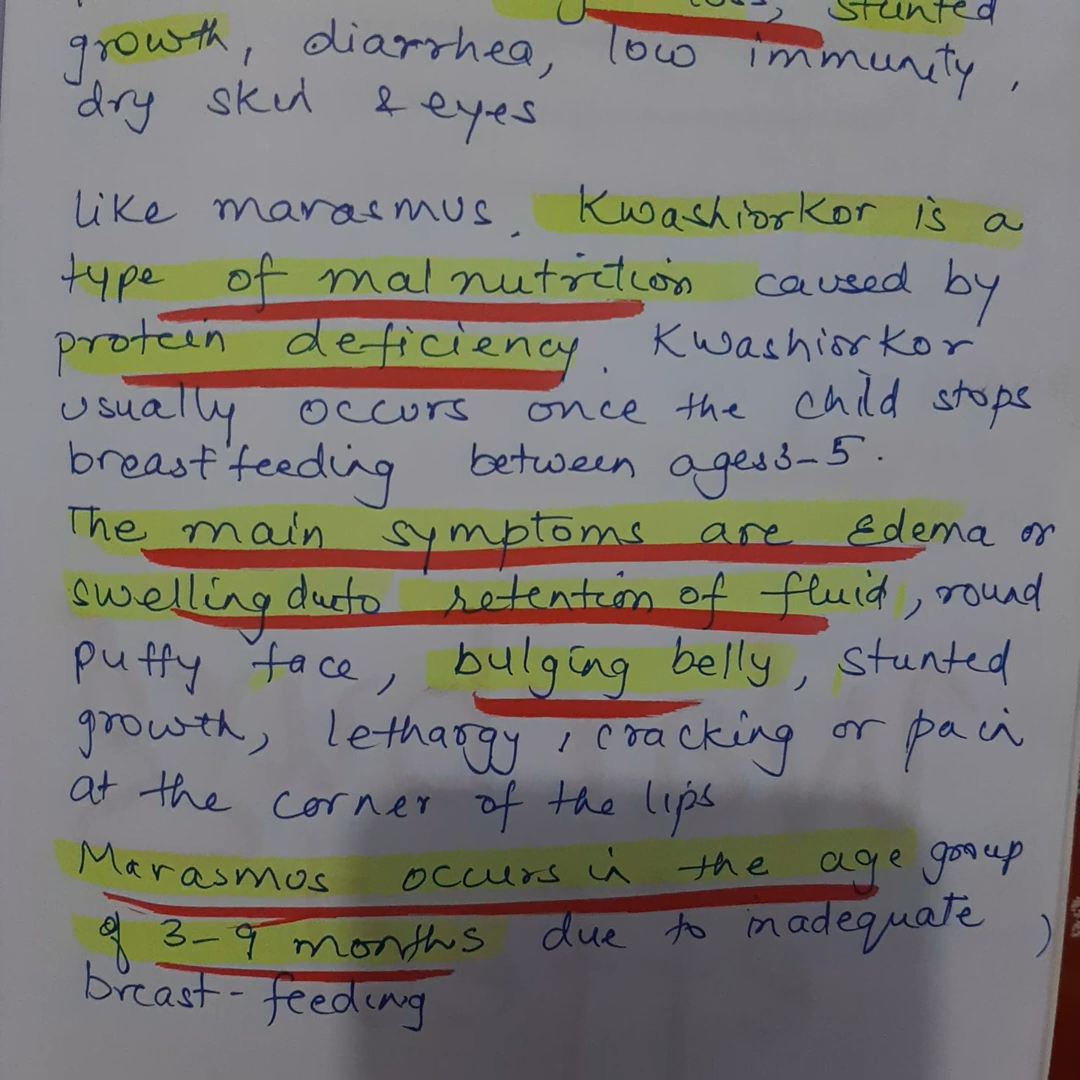 stunted
growth, diarrhea, low immunity,
dry skin & eyes
like marasmus, Kwashiorkor is a
type of malnutrition caused by
protein deficiency. Kwashiorkor
usually occurs once the child stops
breastfeeding between ages 3-5.
The main symptoms are Edema or
swelling due to retention of fluid, round
puffy face, bulging belly, stunted
growth, lethargy, cracking or pain
at the corner of the lips
Marasmos occurs in the age group
of 3-9 months due to inadequate
breast-feeding